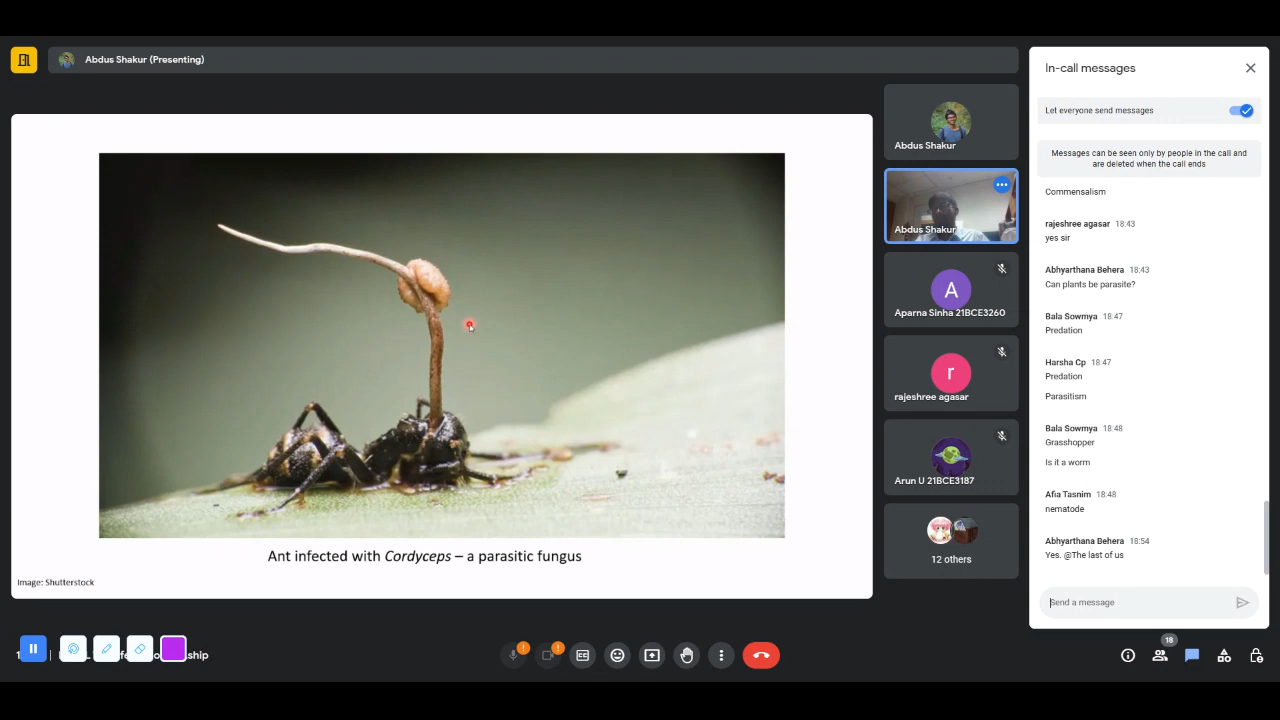 Abdus Shakur (Presenting)
Ant infected with Cordyceps – a parasitic fungus
Image: Shutterstock
Abdus Shakur
Abdus Shakur
A
Aparna Sinha 21BCE3260
r
rajeshree agasar
Arun U 21BCE3187
12 others
In-call messages
Let everyone send messages
Messages can be seen only by people in the call and
are deleted when the call ends
Commensalism
rajeshree agasar 18:43
yes sir
Abhyarthana Behera 18:43
Can plants be parasite?
Bala Sowmya 18:47
Predation
Harsha Cp 18:47
Predation
Parasitism
Bala Sowmya 18:48
Grasshopper
Is it a worm
Afia Tasnim 18:48
nematode
Abhyarthana Behera 18:54
Yes. @The last of us
Send a message
18